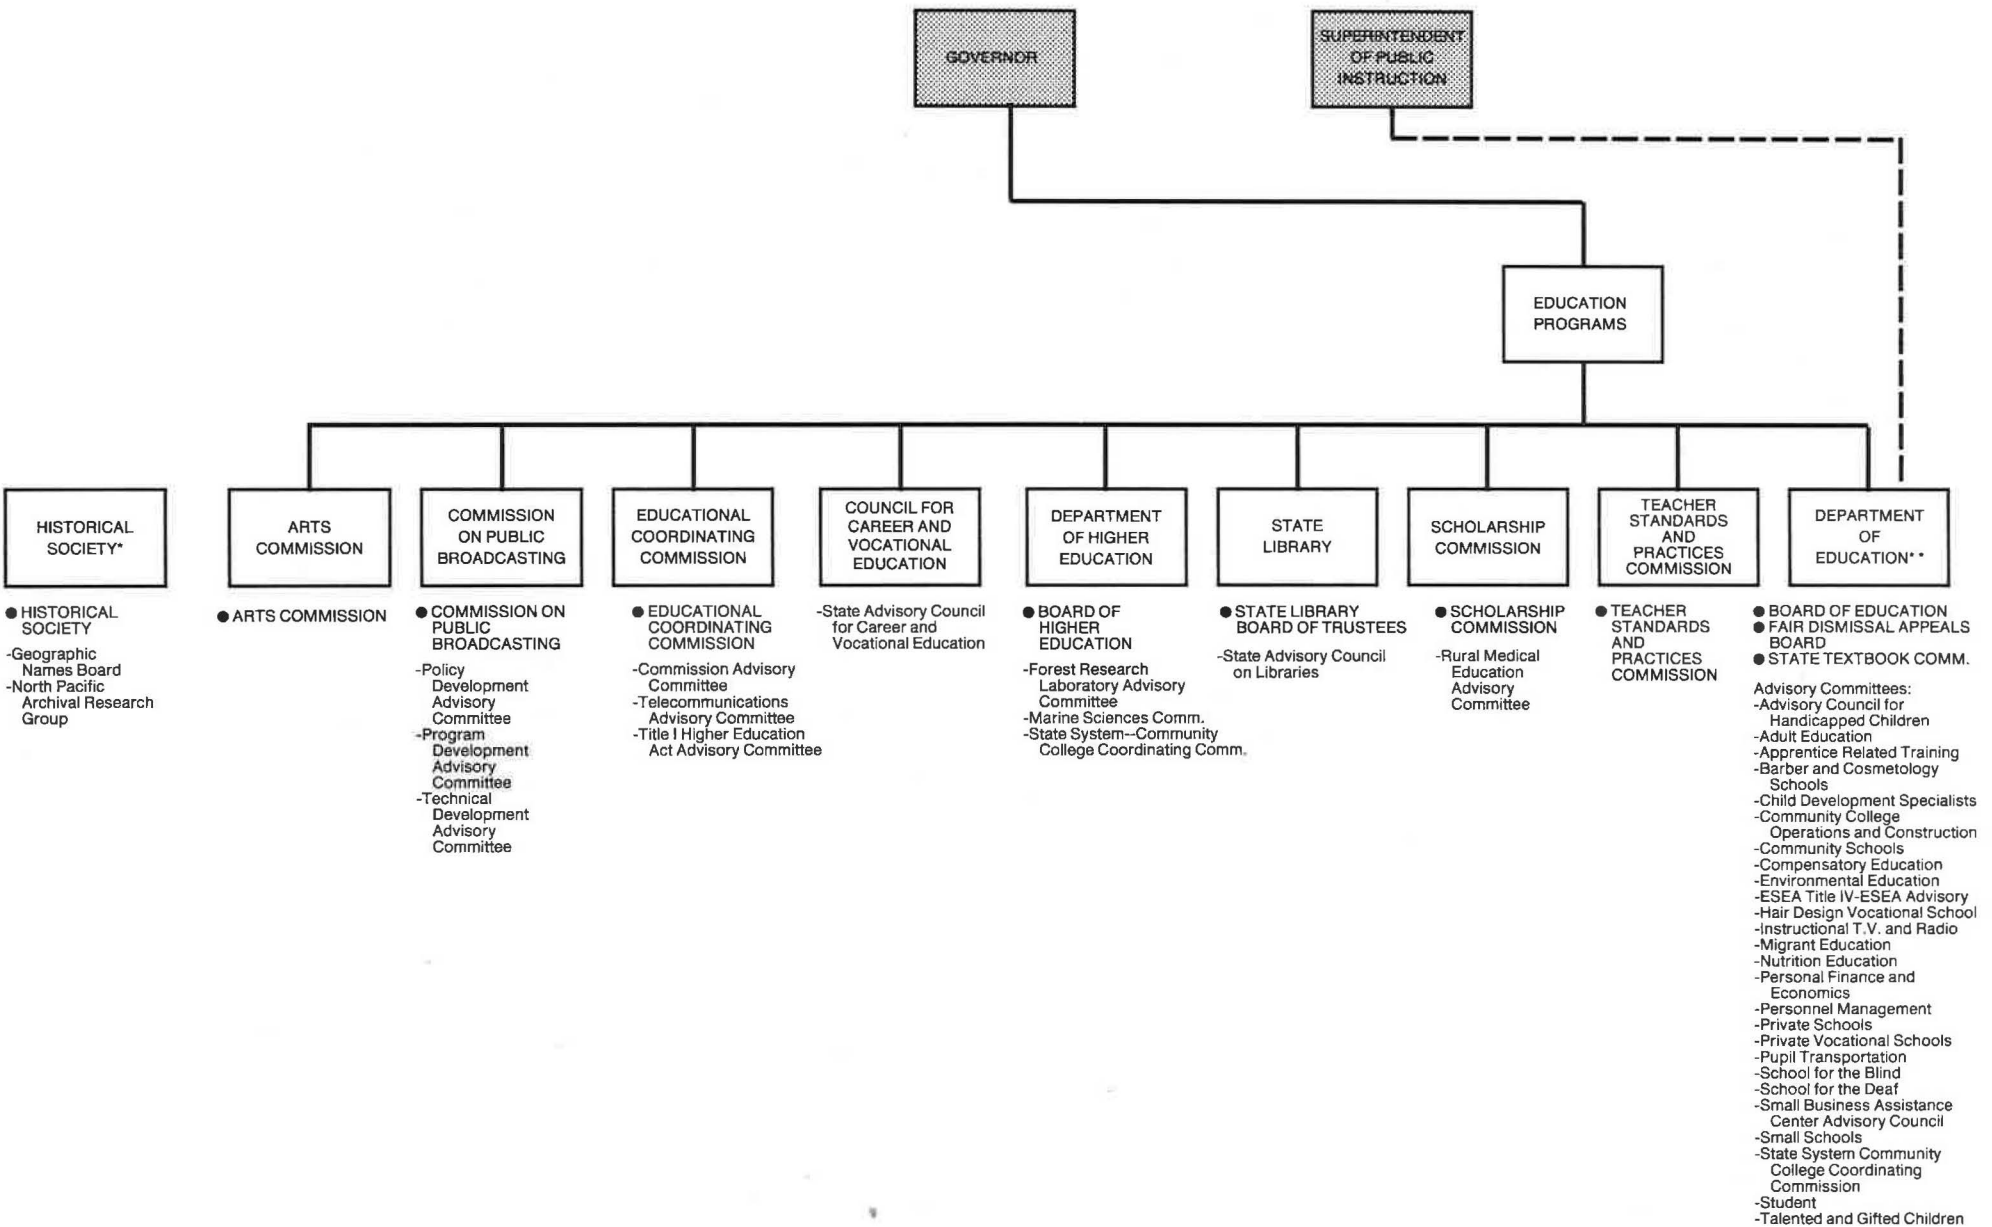 GOVERNOR
SUPERINTENDENT
OF PUBLIC
INSTRUCTION
EDUCATION
PROGRAMS
HISTORICAL
SOCIETY*
ARTS
COMMISSION
COMMISSION
ON PUBLIC
BROADCASTING
EDUCATIONAL
COORDINATING
COMMISSION
COUNCIL FOR
CAREER AND
VOCATIONAL
EDUCATION
DEPARTMENT
OF HIGHER
EDUCATION
STATE
LIBRARY
SCHOLARSHIP
COMMISSION
TEACHER
STANDARDS
AND
PRACTICES
COMMISSION
DEPARTMENT
OF
EDUCATION**
● HISTORICAL
SOCIETY
-Geographic
Names Board
-North Pacific
Archival Research
Group
● ARTS COMMISSION
● COMMISSION ON
PUBLIC
BROADCASTING
-Policy
Development
Advisory
Committee
-Program
Development
Advisory
Committee
-Technical
Development
Advisory
Committee
● EDUCATIONAL
COORDINATING
COMMISSION
-Commission Advisory
Committee
-Telecommunications
Advisory Committee
-Title I Higher Education
Act Advisory Committee
-State Advisory Council
for Career and
Vocational Education
● BOARD OF
HIGHER
EDUCATION
-Forest Research
Laboratory Advisory
Committee
-Marine Sciences Comm.
-State System--Community
College Coordinating Comm.
● STATE LIBRARY
BOARD OF TRUSTEES
-State Advisory Council
on Libraries
● SCHOLARSHIP
COMMISSION
-Rural Medical
Education
Advisory
Committee
● TEACHER
STANDARDS
AND
PRACTICES
COMMISSION
● BOARD OF EDUCATION
● FAIR DISMISSAL APPEALS
BOARD
● STATE TEXTBOOK COMM.
Advisory Committees:
-Advisory Council for
Handicapped Children
-Adult Education
-Apprentice Related Training
-Barber and Cosmetology
Schools
-Child Development Specialists
-Community College
Operations and Construction
-Community Schools
-Compensatory Education
-Environmental Education
-ESEA Title IV-ESEA Advisory
-Hair Design Vocational School
-Instructional T.V. and Radio
-Migrant Education
-Nutrition Education
-Personal Finance and
Economics
-Personnel Management
-Private Schools
-Private Vocational Schools
-Pupil Transportation
-School for the Blind
-School for the Deaf
-Small Business Assistance
Center Advisory Council
-Small Schools
-State System Community
College Coordinating
Commission
-Student
-Talented and Gifted Children